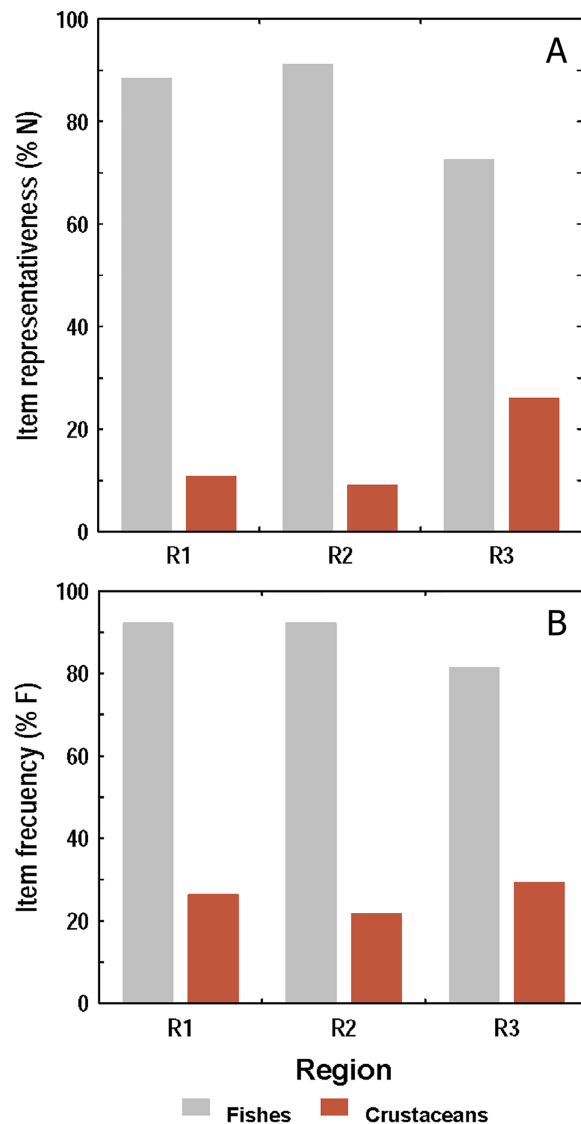 A
Item representativeness (% N)
100
80
60
40
20
0
R1 R2 R3
B
Item frecuency (% F)
100
80
60
40
20
0
R1 R2 R3
Region
Fishes Crustaceans